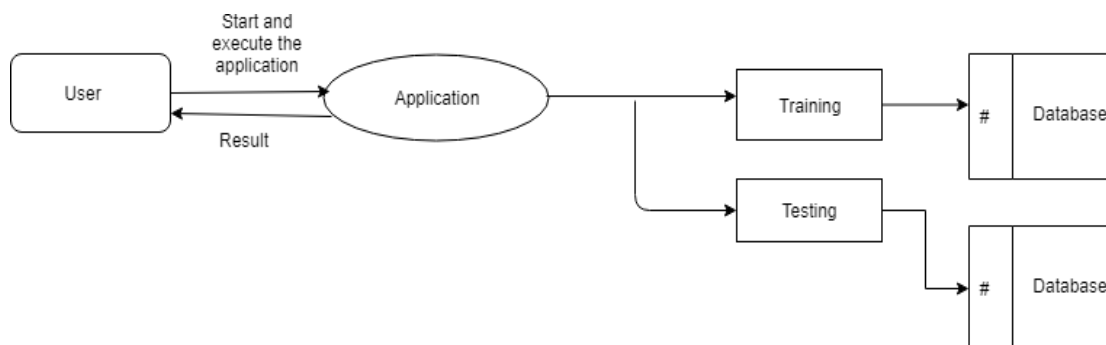 Start and
execute the
application
User
Application
Result
Training
#
Database
Testing
#
Database